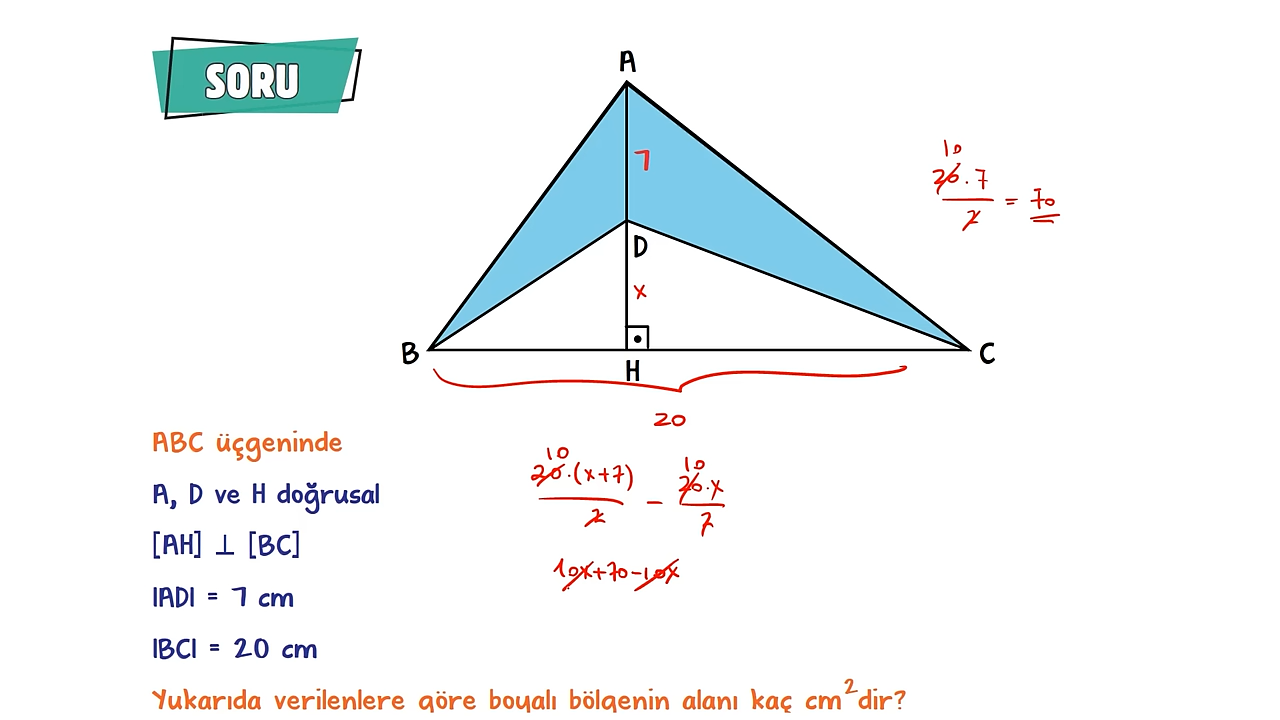 SORU
A
7
10
20.7
2
= 70
D
x
B
H
C
20
ABC üçgeninde
A, D ve H doğrusal
[AH] ⊥ [BC]
|AD| = 7 cm
|BC| = 20 cm
10
20.(x+7)
2
-
10
20.x
2
10x+70-10x
Yukarıda verilenlere göre boyalı bölgenin alanı kaç cm²dir?